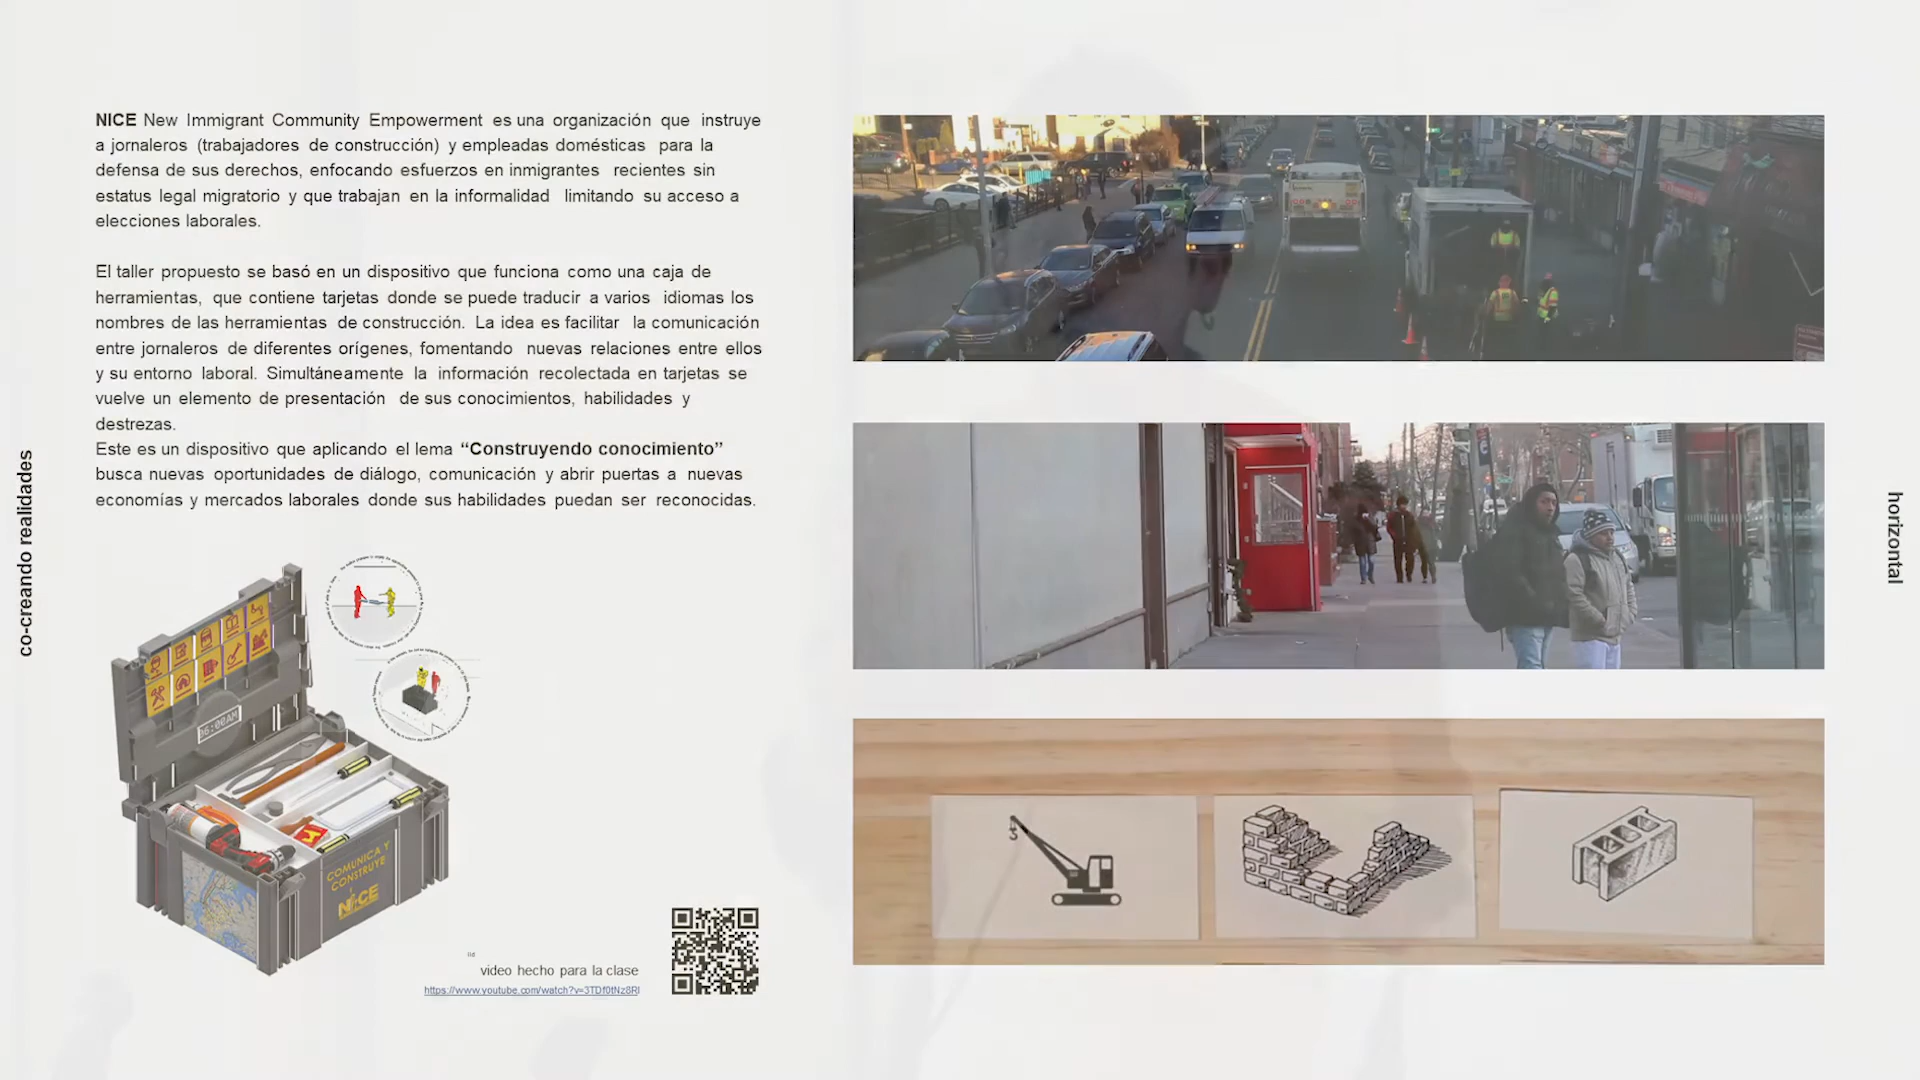 NICE New Immigrant Community Empowerment es una organización que instruye
a jornaleros (trabajadores de construcción) y empleadas domésticas para la
defensa de sus derechos, enfocando esfuerzos en inmigrantes recientes sin
estatus legal migratorio y que trabajan en la informalidad limitando su acceso a
elecciones laborales.
El taller propuesto se basó en un dispositivo que funciona como una caja de
herramientas, que contiene tarjetas donde se puede traducir a varios idiomas los
nombres de las herramientas de construcción. La idea es facilitar la comunicación
entre jornaleros de diferentes orígenes, fomentando nuevas relaciones entre ellos
y su entorno laboral. Simultáneamente la información recolectada en tarjetas se
vuelve un elemento de presentación de sus conocimientos, habilidades y
destrezas.
Este es un dispositivo que aplicando el lema “Construyendo conocimiento”
busca nuevas oportunidades de diálogo, comunicación y abrir puertas a nuevas
economías y mercados laborales donde sus habilidades puedan ser reconocidas.
co-creando realidades
horizontal
06:00AM
COMUNICA Y
CONSTRUYE
NICE
video hecho para la clase
https://www.youtube.com/watch?v=3TDf0tNz8RI